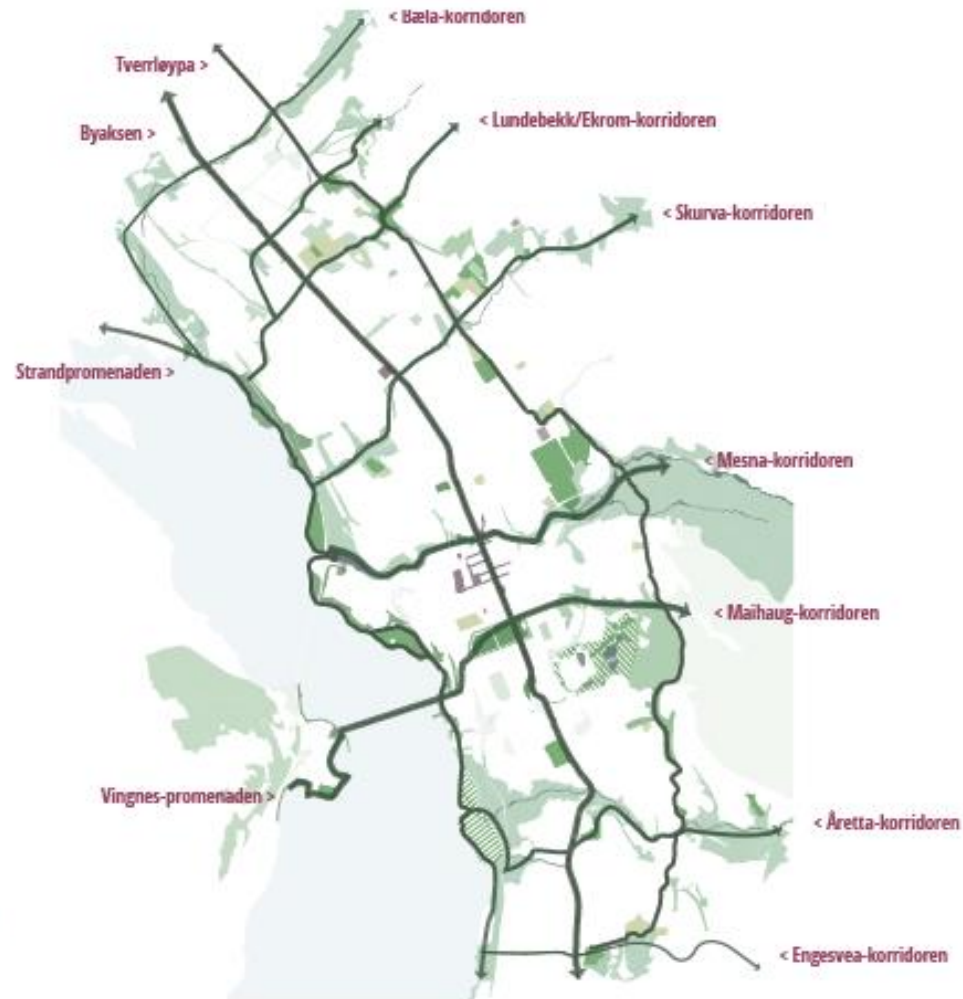 < Bæla-korridoren
Tverrløypa >
Byaksen >
< Lundebekk/Ekrom-korridoren
< Skurva-korridoren
Strandpromenaden >
< Mesna-korridoren
< Maihaug-korridoren
Vingnes-promenaden >
< Åretta-korridoren
< Engesvea-korridoren